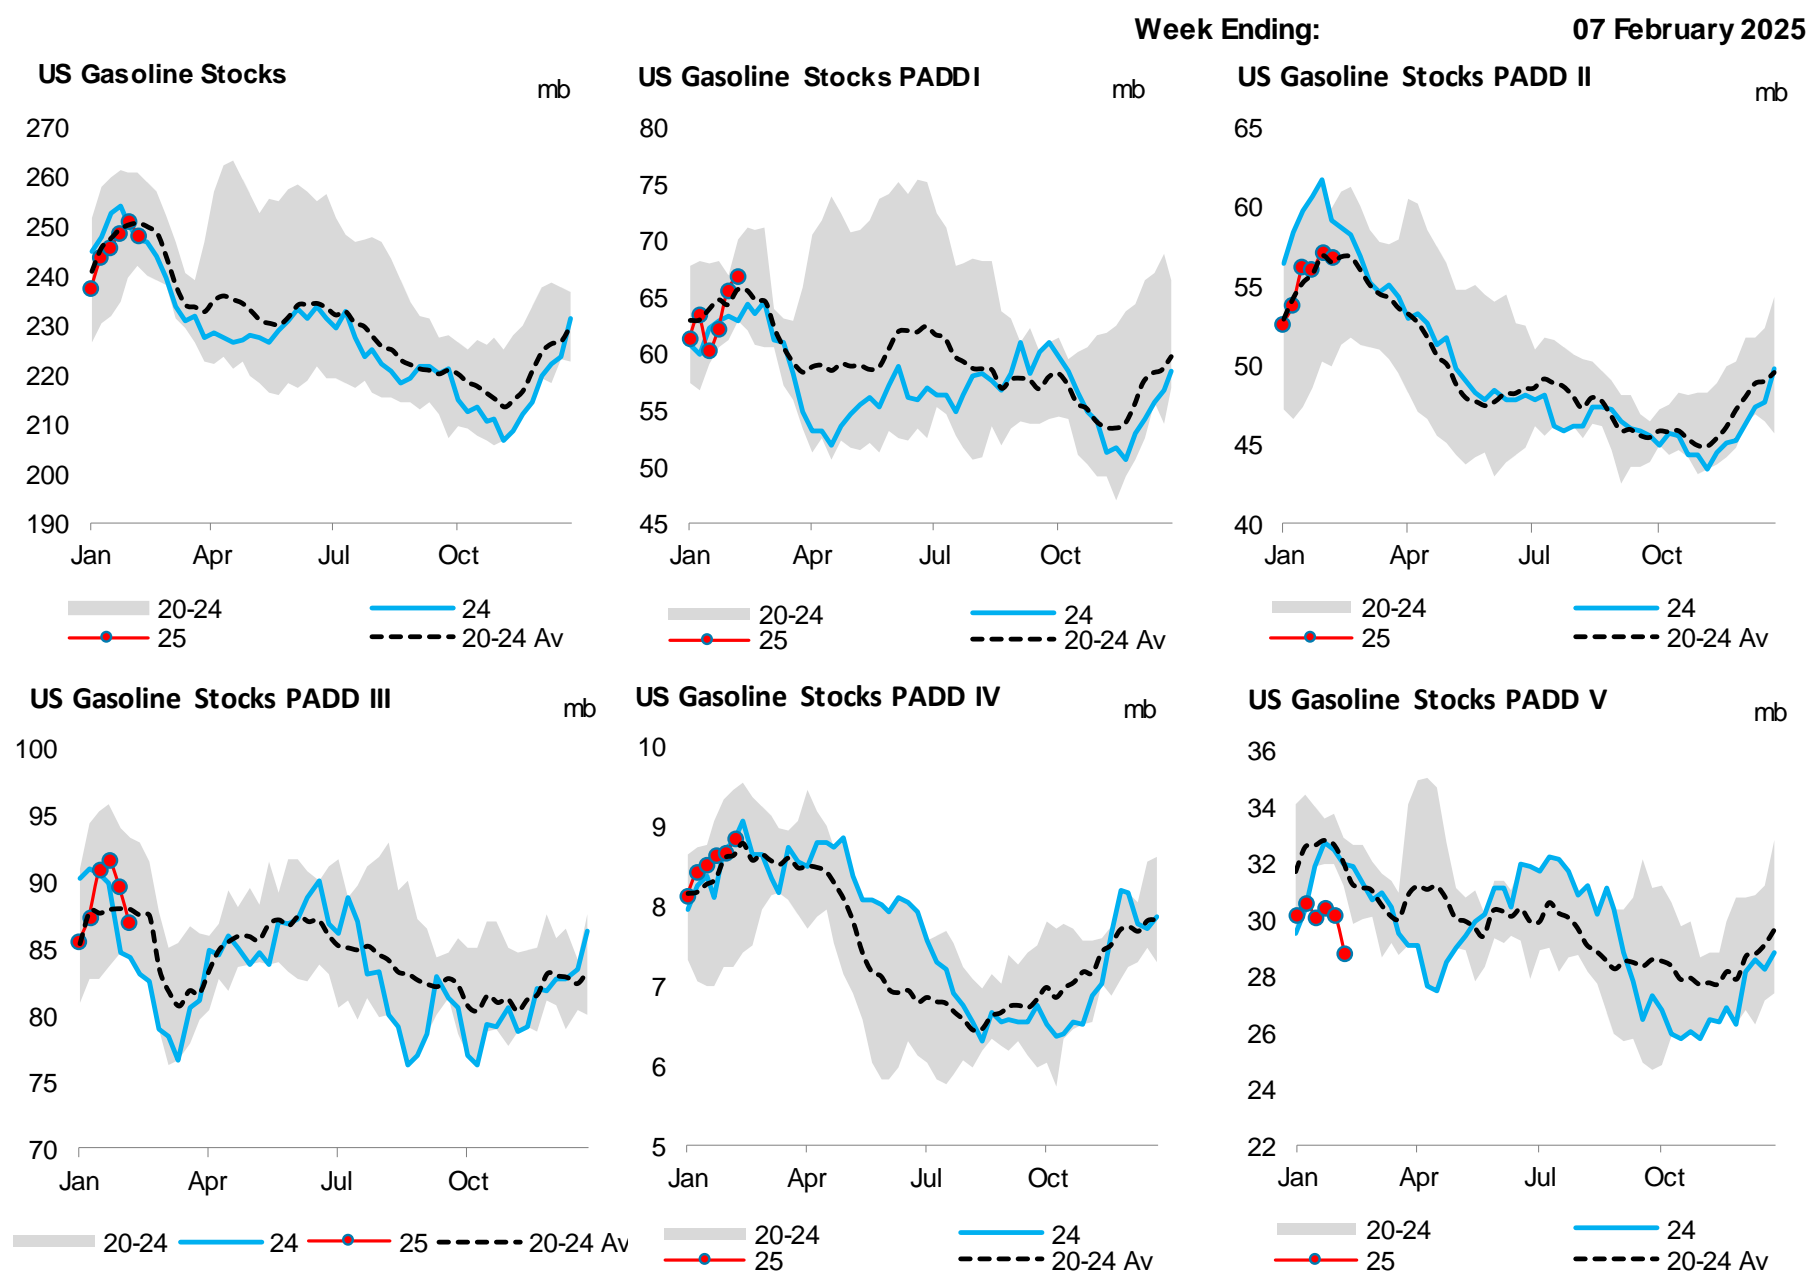 Week Ending: 07 February 2025
US Gasoline Stocks
mb
270
260
250
240
230
220
210
200
190
Jan Apr Jul Oct
20-24 24
25 20-24 Av
US Gasoline Stocks PADD I
mb
80
75
70
65
60
55
50
45
Jan Apr Jul Oct
20-24 24
25 20-24 Av
US Gasoline Stocks PADD II
mb
65
60
55
50
45
40
Jan Apr Jul Oct
20-24 24
25 20-24 Av
US Gasoline Stocks PADD III
mb
100
95
90
85
80
75
70
Jan Apr Jul Oct
20-24 24 25 20-24 Av
US Gasoline Stocks PADD IV
mb
10
9
8
7
6
5
Jan Apr Jul Oct
20-24 24
25 20-24 Av
US Gasoline Stocks PADD V
mb
36
34
32
30
28
26
24
22
Jan Apr Jul Oct
20-24 24
25 20-24 Av